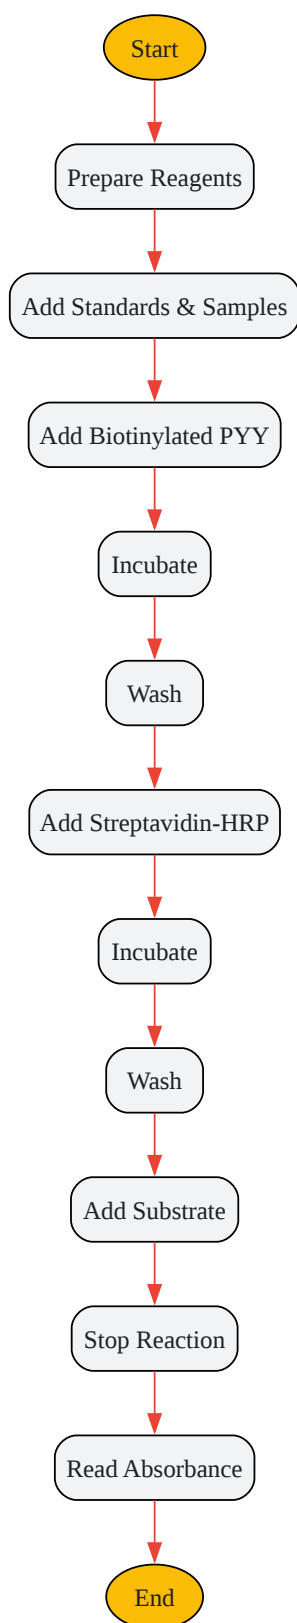 Start
Prepare Reagents
Add Standards & Samples
Add Biotinylated PYY
Incubate
Wash
Add Streptavidin-HRP
Incubate
Wash
Add Substrate
Stop Reaction
Read Absorbance
End